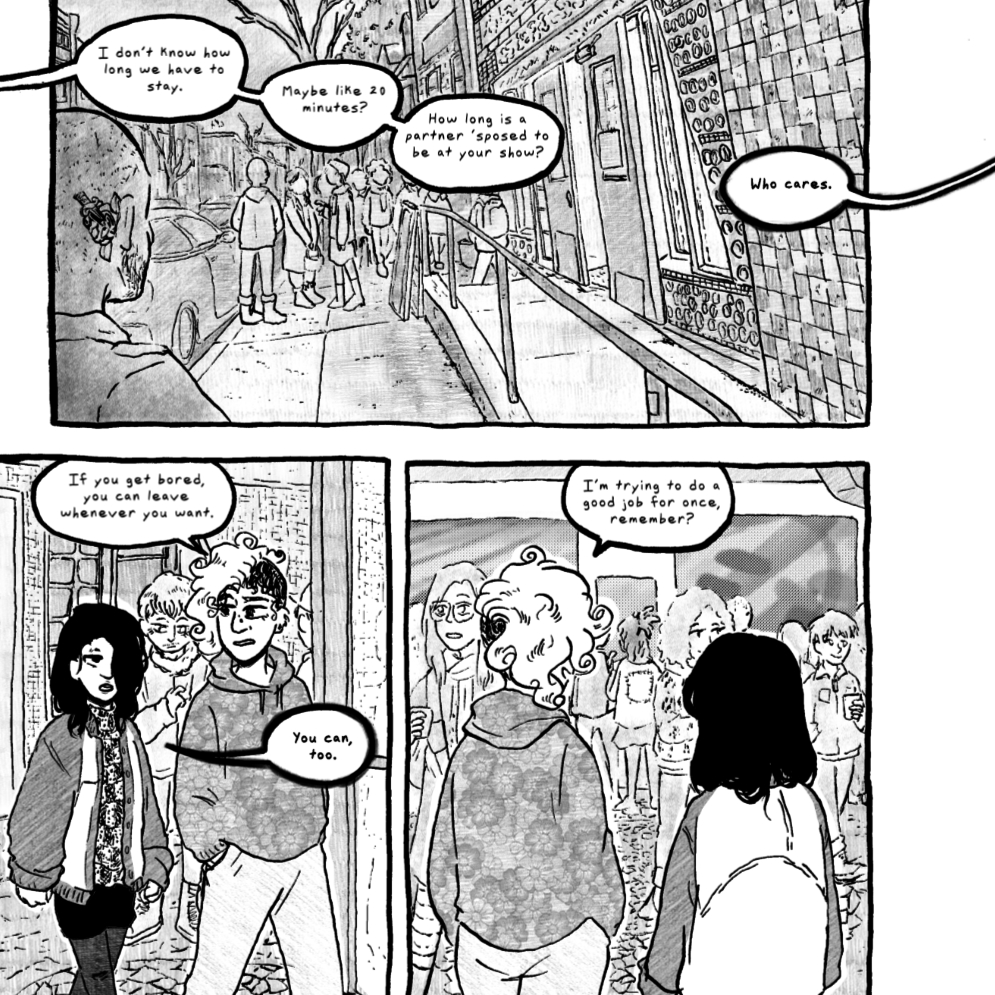 I don't know how
long we have to
stay.
Maybe like 20
minutes?
How long is a
partner 'sposed to
be at your show?
Who cares.
If you get bored,
you can leave
whenever you want.
You can,
too.
I'm trying to do a
good job for once,
remember?